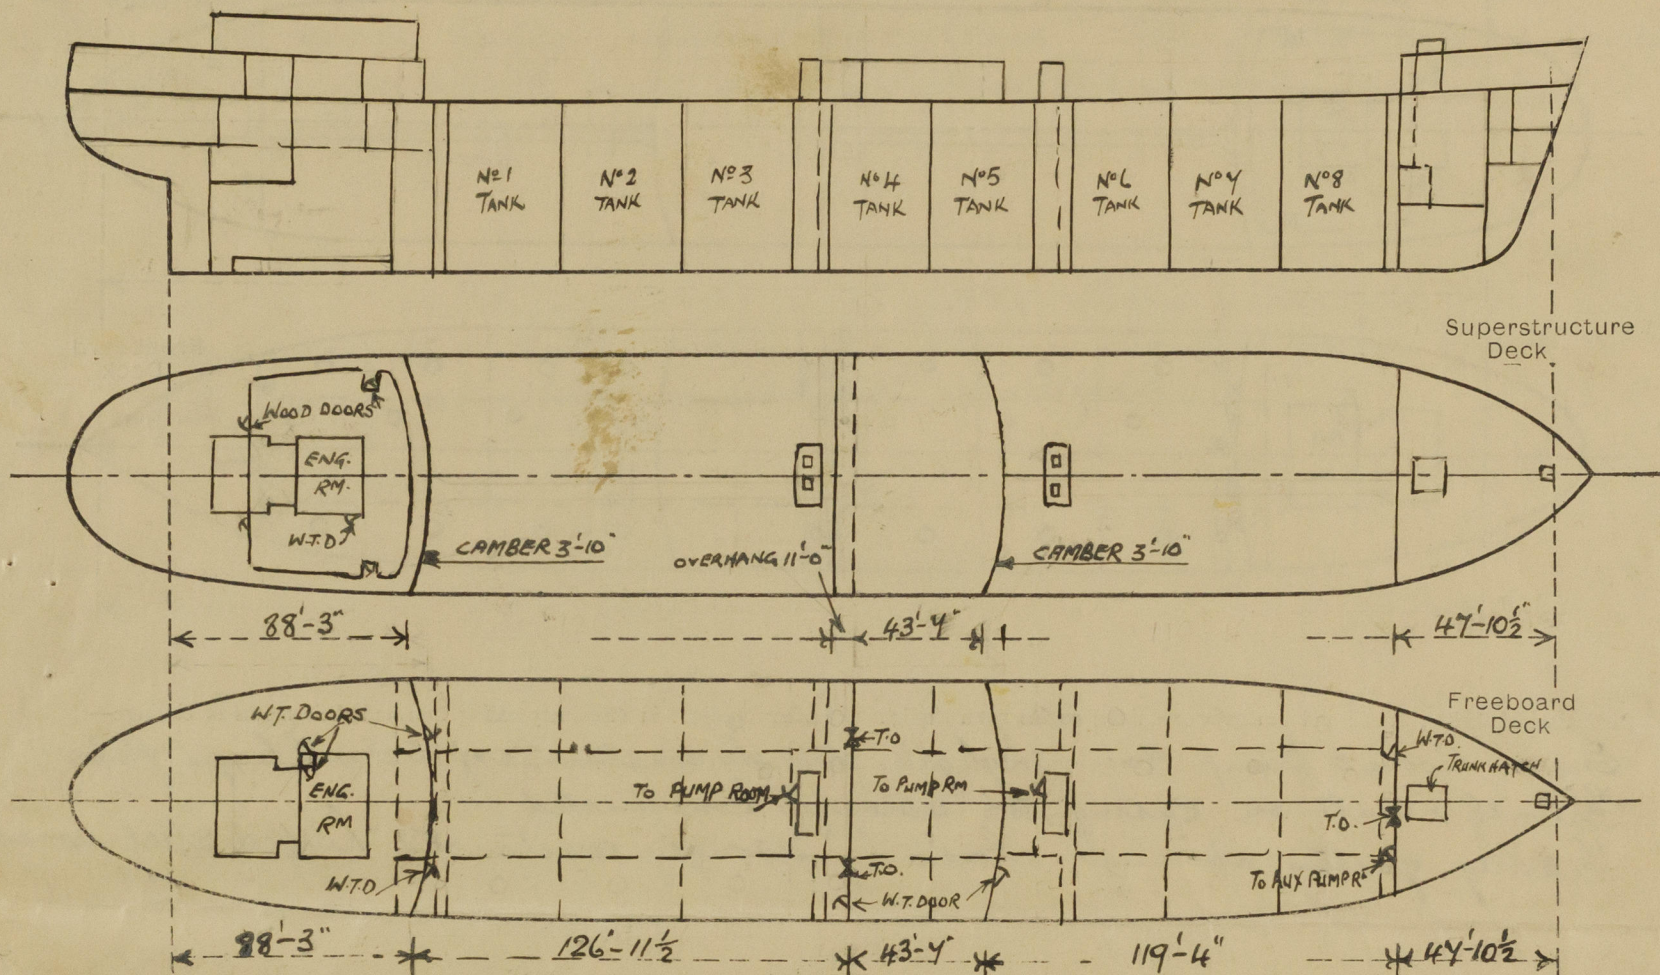 Nº1 TANK
Nº2 TANK
Nº3 TANK
Nº4 TANK
Nº5 TANK
Nº6 TANK
Nº7 TANK
Nº8 TANK
Superstructure
Deck
WOOD DOORS
ENG.
RM.
W.T.D
CAMBER 3'-10"
OVERHANG 11'-0"
CAMBER 3'-10"
88'-3"
43'-7"
47'-10½"
Freeboard
Deck
W.T. DOORS
ENG.
RM
W.T.D
TO PUMP ROOM
T.D
T.D.
TO PUMP RM
W.T. DOOR
W.T.D.
TRUNK HATCH
T.D.
TO AUX PUMP RM
88'-3"
126'-11½
43'-7"
119'-4"
47'-10½